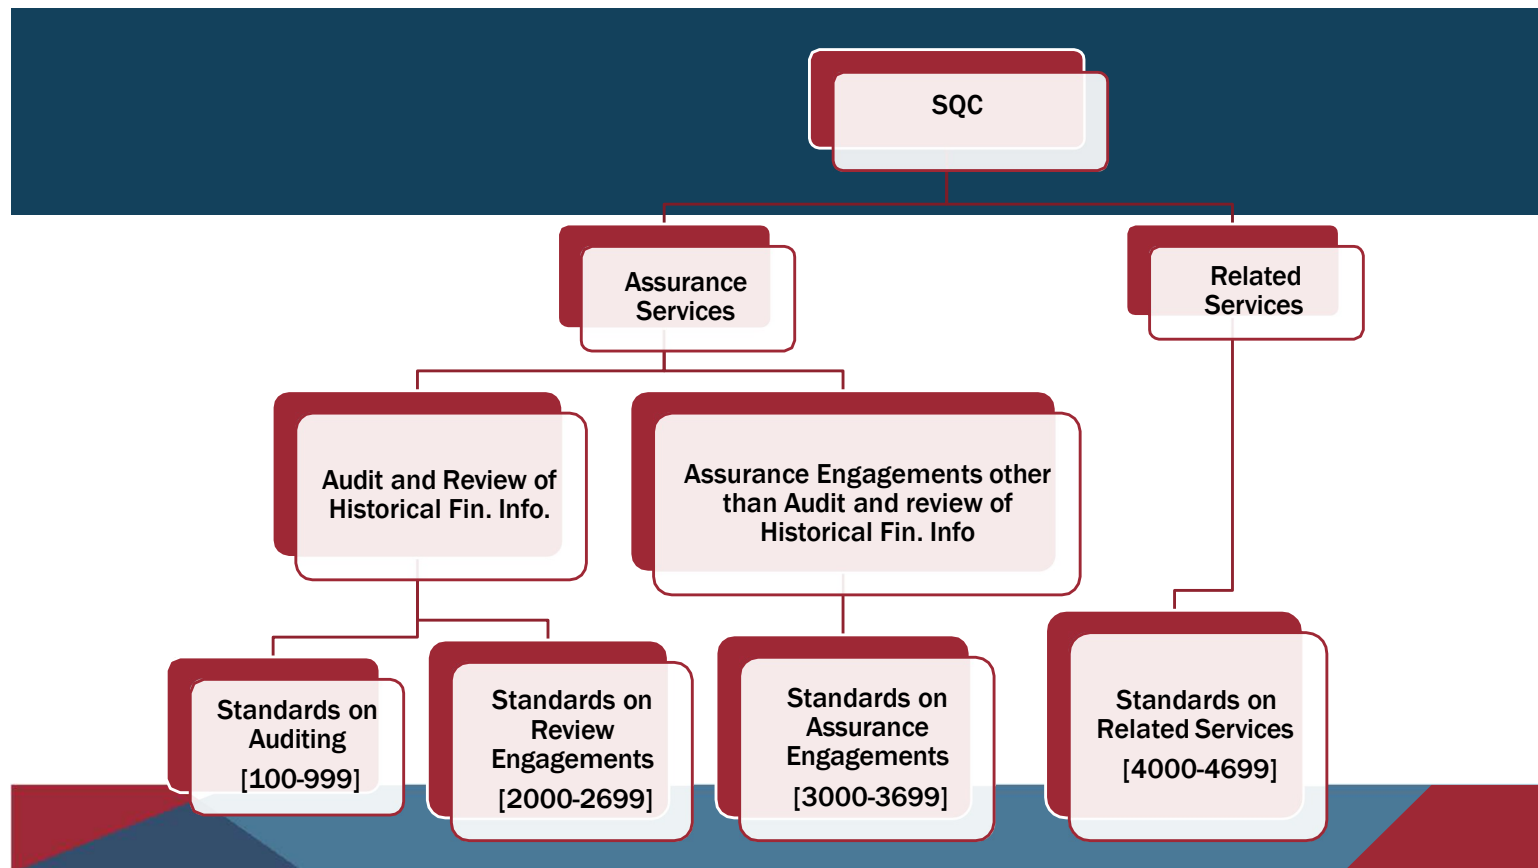 SQC
Assurance
Services
Related
Services
Audit and Review of
Historical Fin. Info.
Assurance Engagements other
than Audit and review of
Historical Fin. Info
Standards on
Auditing
[100-999]
Standards on
Review
Engagements
[2000-2699]
Standards on
Assurance
Engagements
[3000-3699]
Standards on
Related Services
[4000-4699]